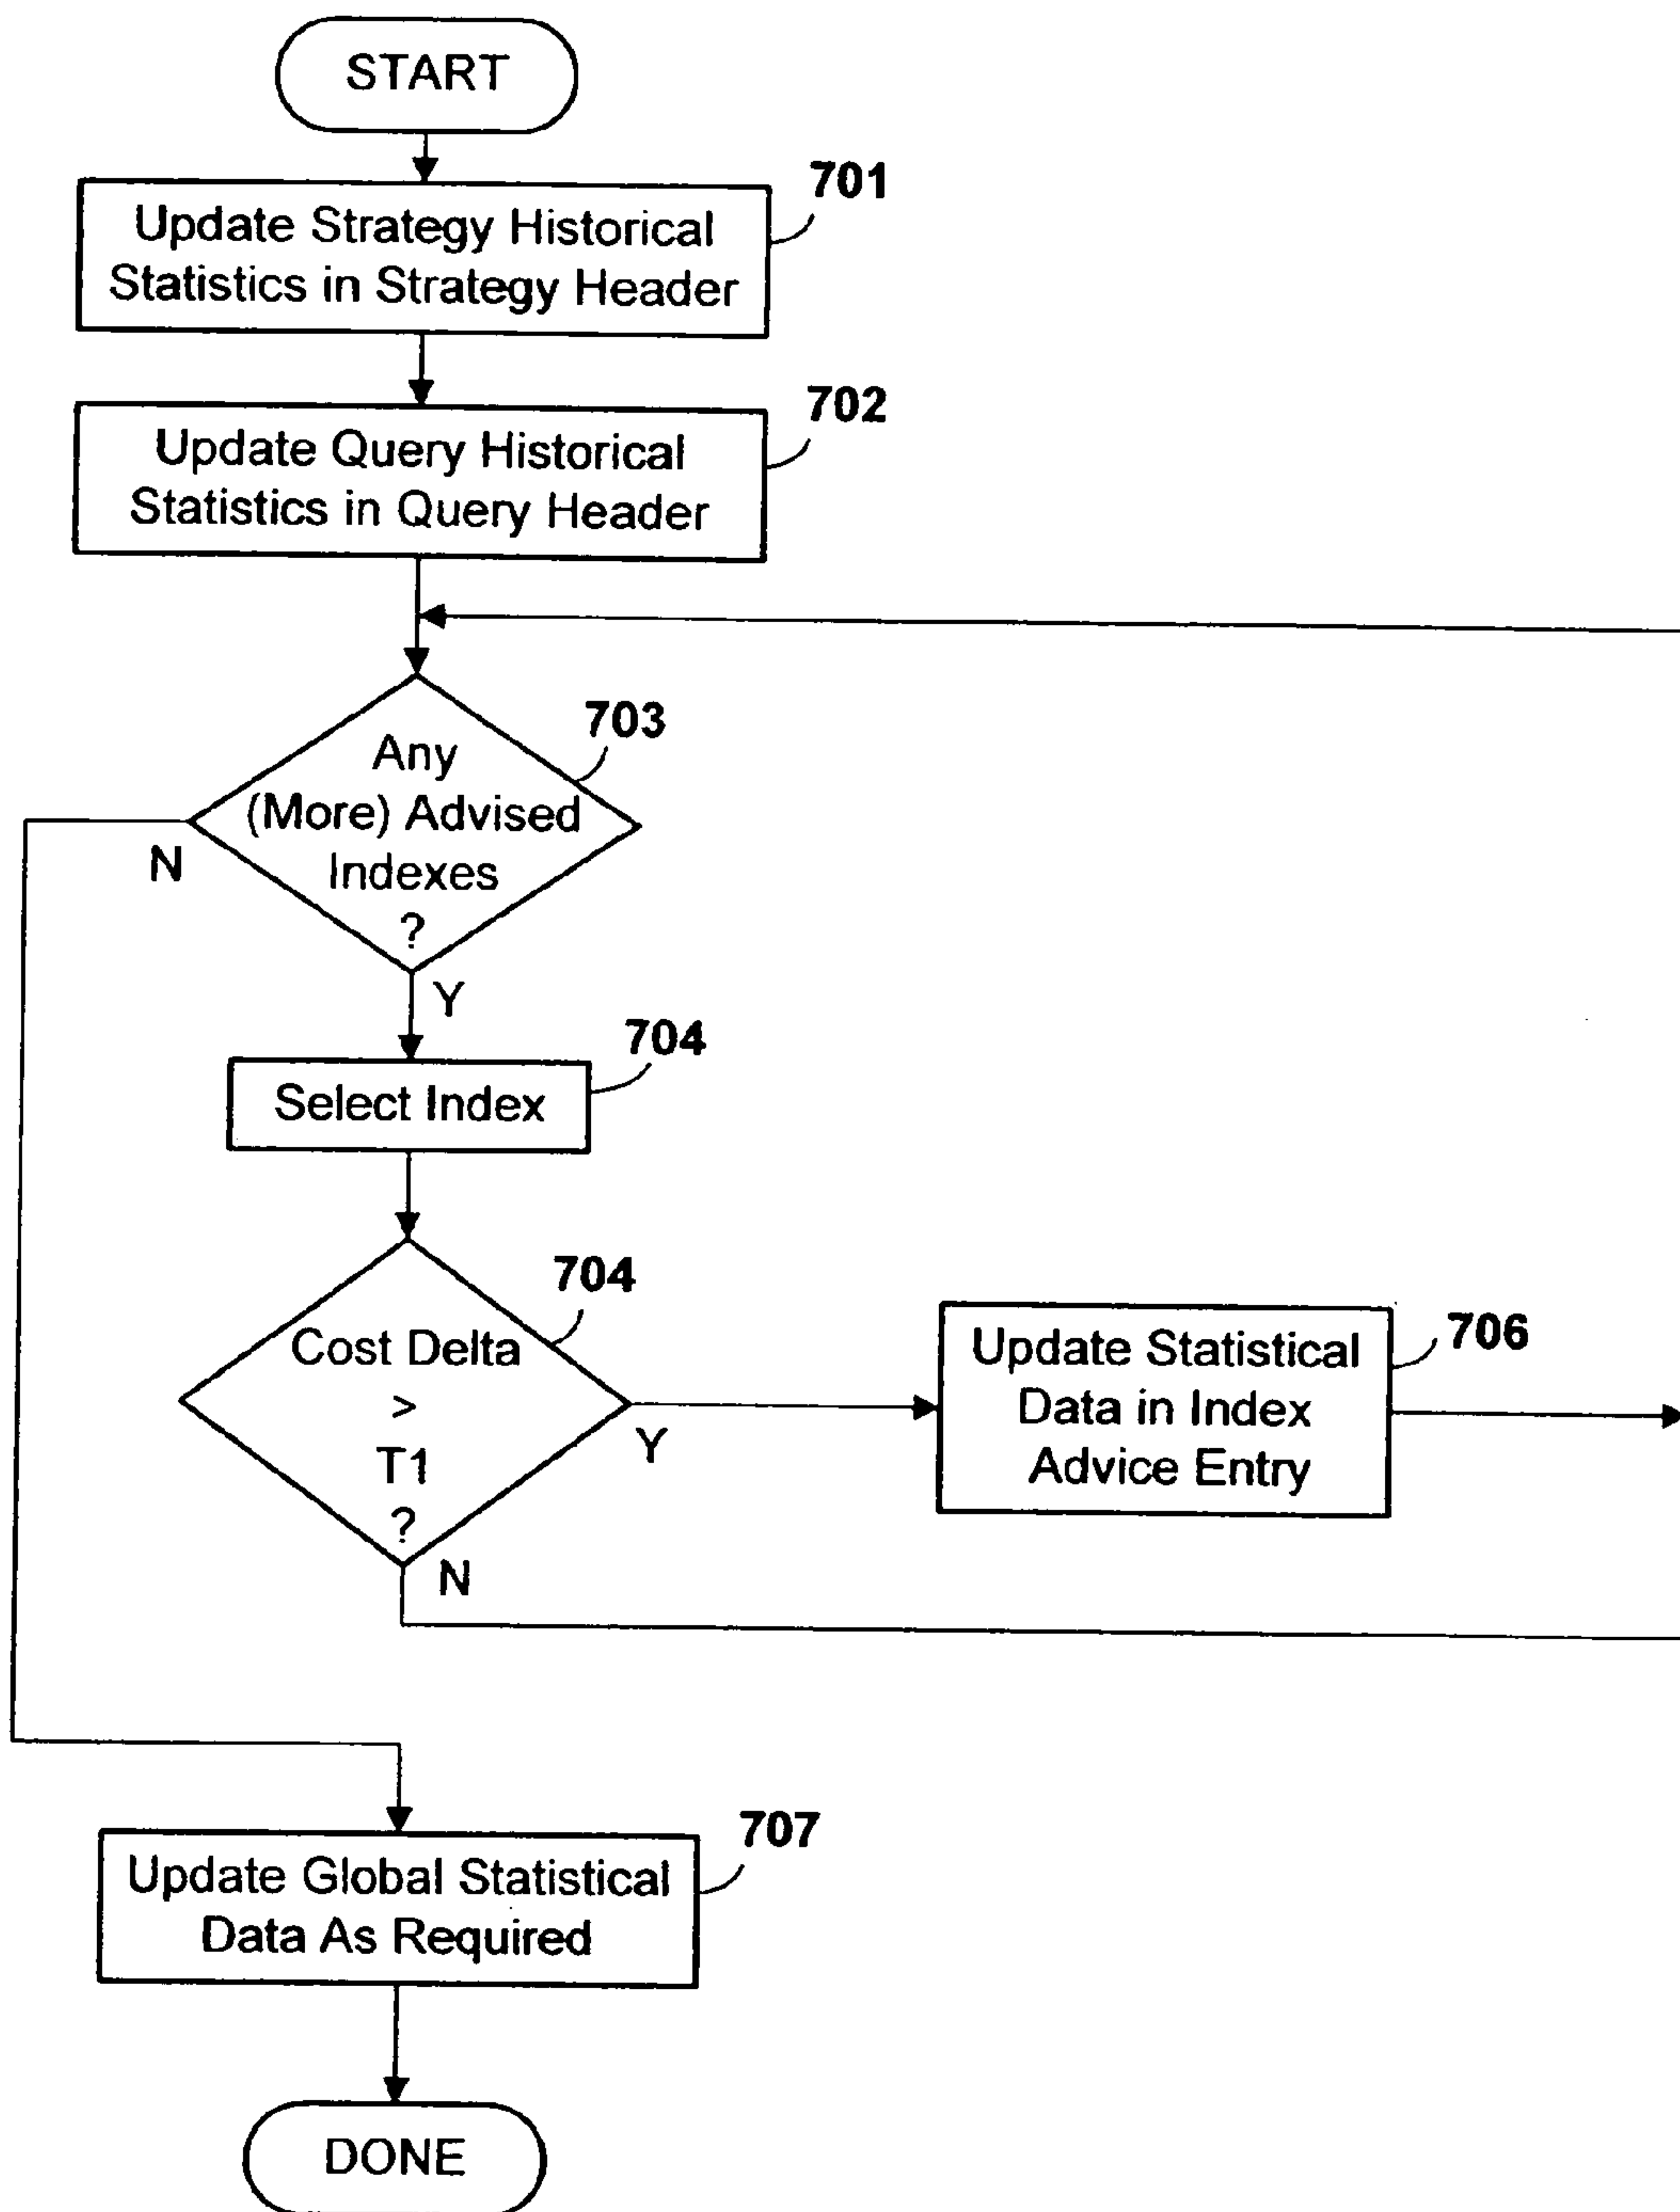 START
701
Update Strategy Historical
Statistics in Strategy Header
702
Update Query Historical
Statistics in Query Header
703
Any
(More) Advised
Indexes
?
N
Y
704
Select Index
704
Cost Delta
>
T1
?
Y
N
706
Update Statistical
Data in Index
Advice Entry
707
Update Global Statistical
Data As Required
DONE